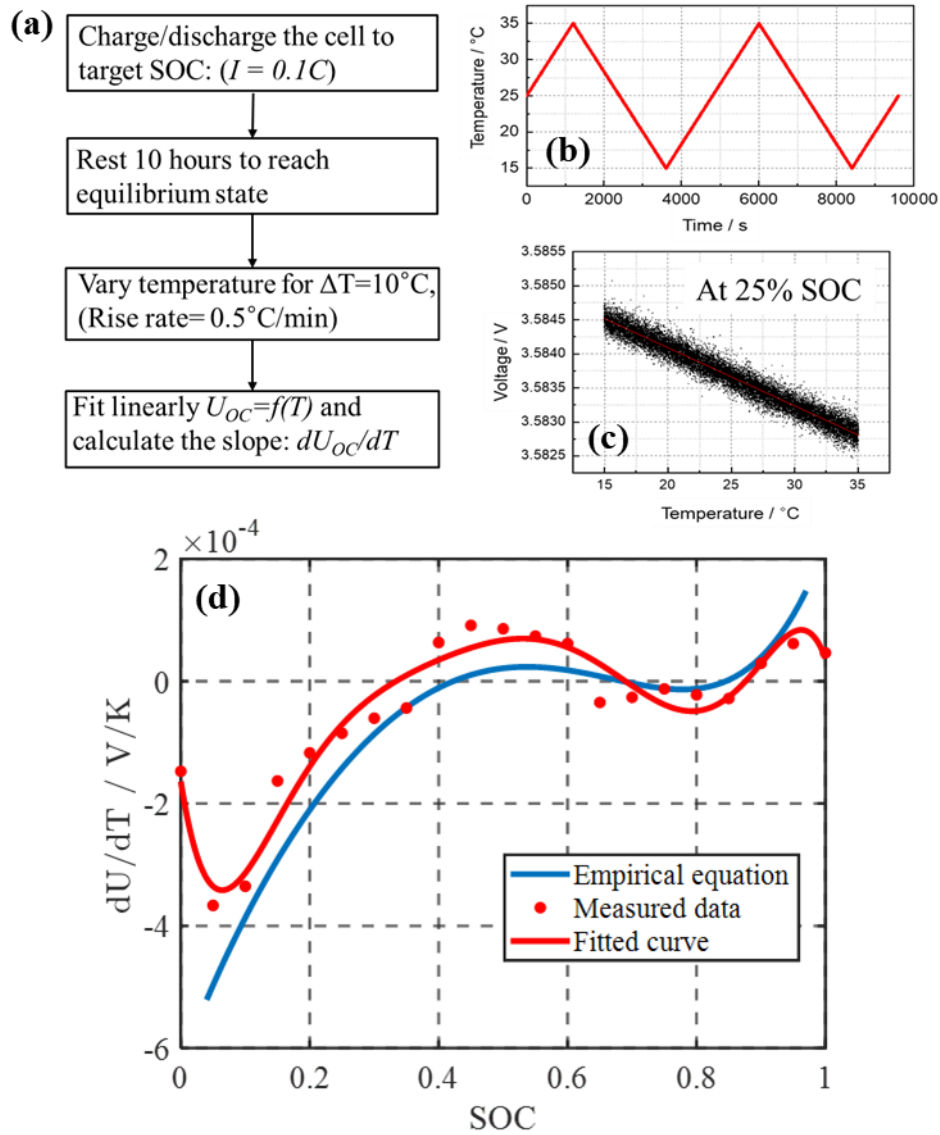 (a)
Charge/discharge the cell to
target SOC: (I = 0.1C)
Rest 10 hours to reach
equilibrium state
Vary temperature for ΔT=10°C,
(Rise rate= 0.5°C/min)
Fit linearly U_OC=f(T) and
calculate the slope: dU_OC/dT
(b)
Temperature / °C
35
30
25
20
15
0 2000 4000 6000 8000 10000
Time / s
(c)
At 25% SOC
Voltage / V
3.5855
3.5850
3.5845
3.5840
3.5835
3.5830
3.5825
15 20 25 30 35
Temperature / °C
(d)
×10⁻⁴
dU/dT / V/K
2
0
-2
-4
-6
Empirical equation
Measured data
Fitted curve
0 0.2 0.4 0.6 0.8 1
SOC